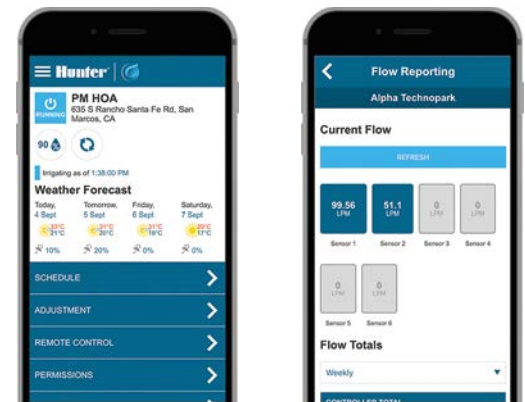 Hunter
RUNNING
PM HOA
635 S Rancho Santa Fe Rd, San
Marcos, CA
90
Irrigating as of 1:38:00 PM
Weather Forecast
Today, Tomorrow, Friday, Saturday,
4 Sept 5 Sept 6 Sept 7 Sept
10% 20% 0% 0%
SCHEDULE
ADJUSTMENT
REMOTE CONTROL
PERMISSIONS
Flow Reporting
Alpha Technopark
Current Flow
REFRESH
99.56 51.1 0 0
LPM LPM LPM LPM
Sensor 1 Sensor 2 Sensor 3 Sensor 4
0 0
LPM LPM
Sensor 5 Sensor 6
Flow Totals
Weekly
CONTROLLER TOTAL